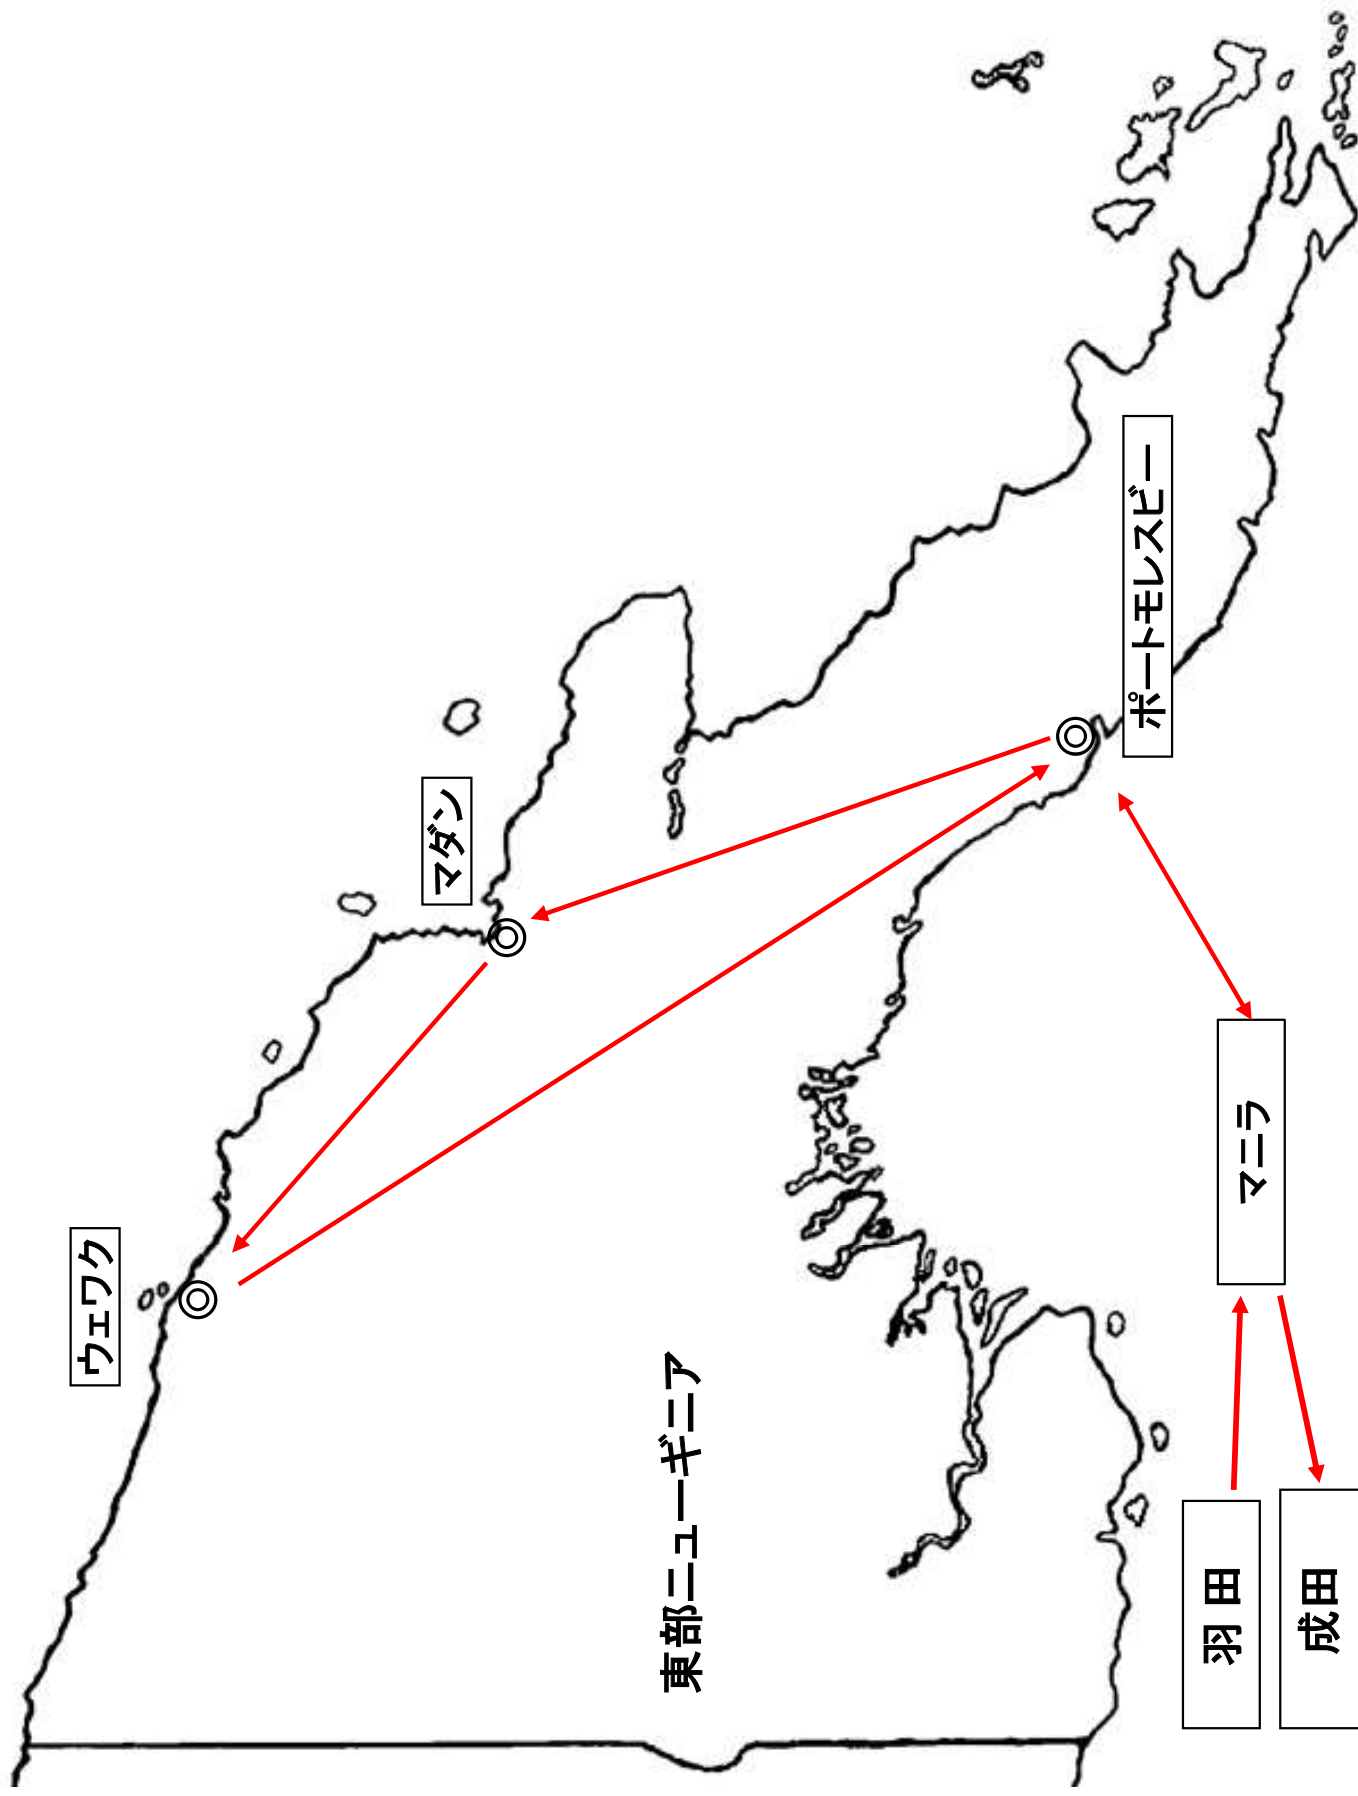 ウェワク
マダン
ポートモレスビー
東部ニューギニア
マニラ
羽田
成田